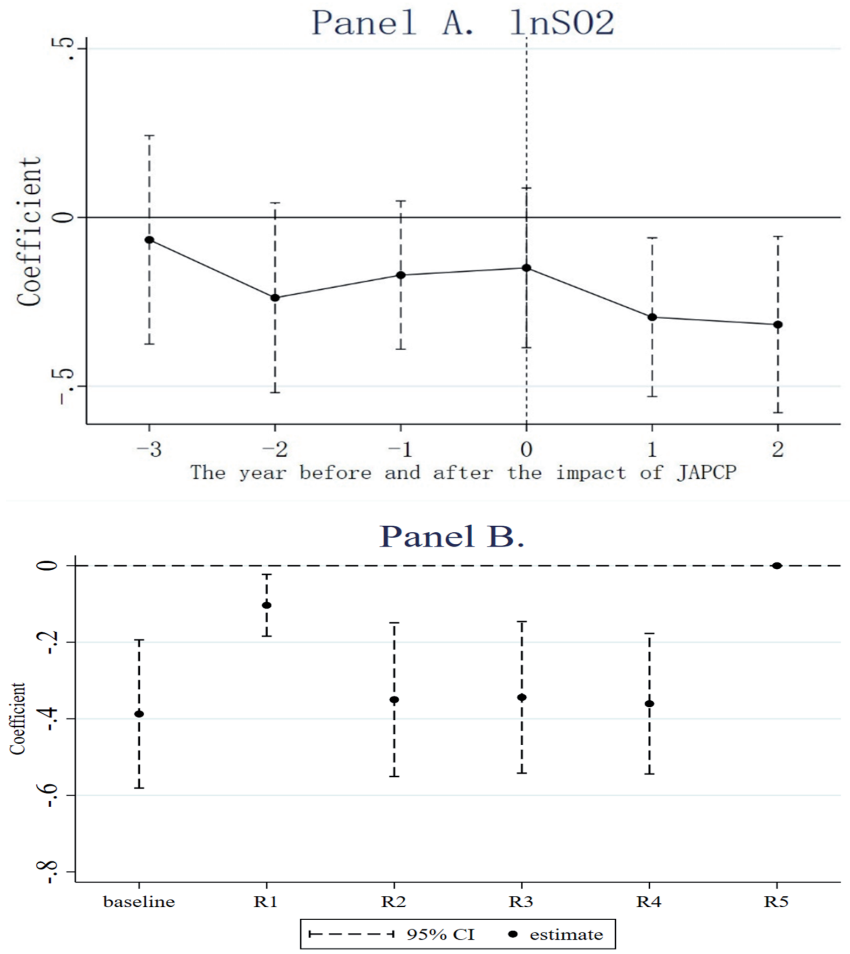 Panel A. lnSO2
.5
0
-.5
Coefficient
-3 -2 -1 0 1 2
The year before and after the impact of JAPCP
Panel B.
0
-.2
-.4
-.6
-.8
Coefficient
baseline R1 R2 R3 R4 R5
95% CI estimate